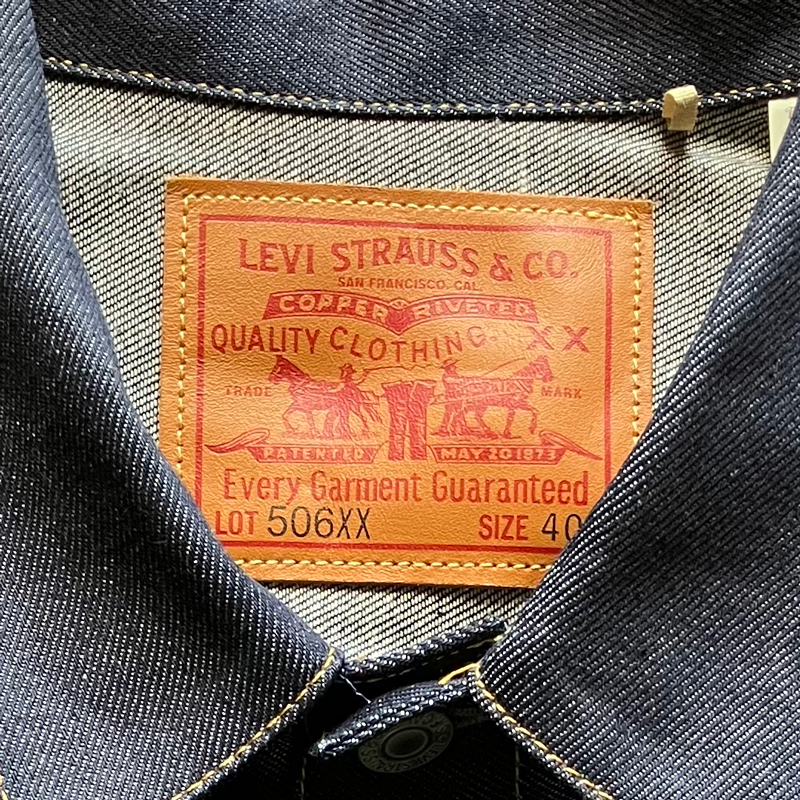 LEVI STRAUSS & CO.
SAN FRANCISCO, CAL
COPPER RIVETED
QUALITY CLOTHING XX
TRADE MARK
PATENTED MAY 20 1873
Every Garment Guaranteed
LOT 506XX SIZE 40